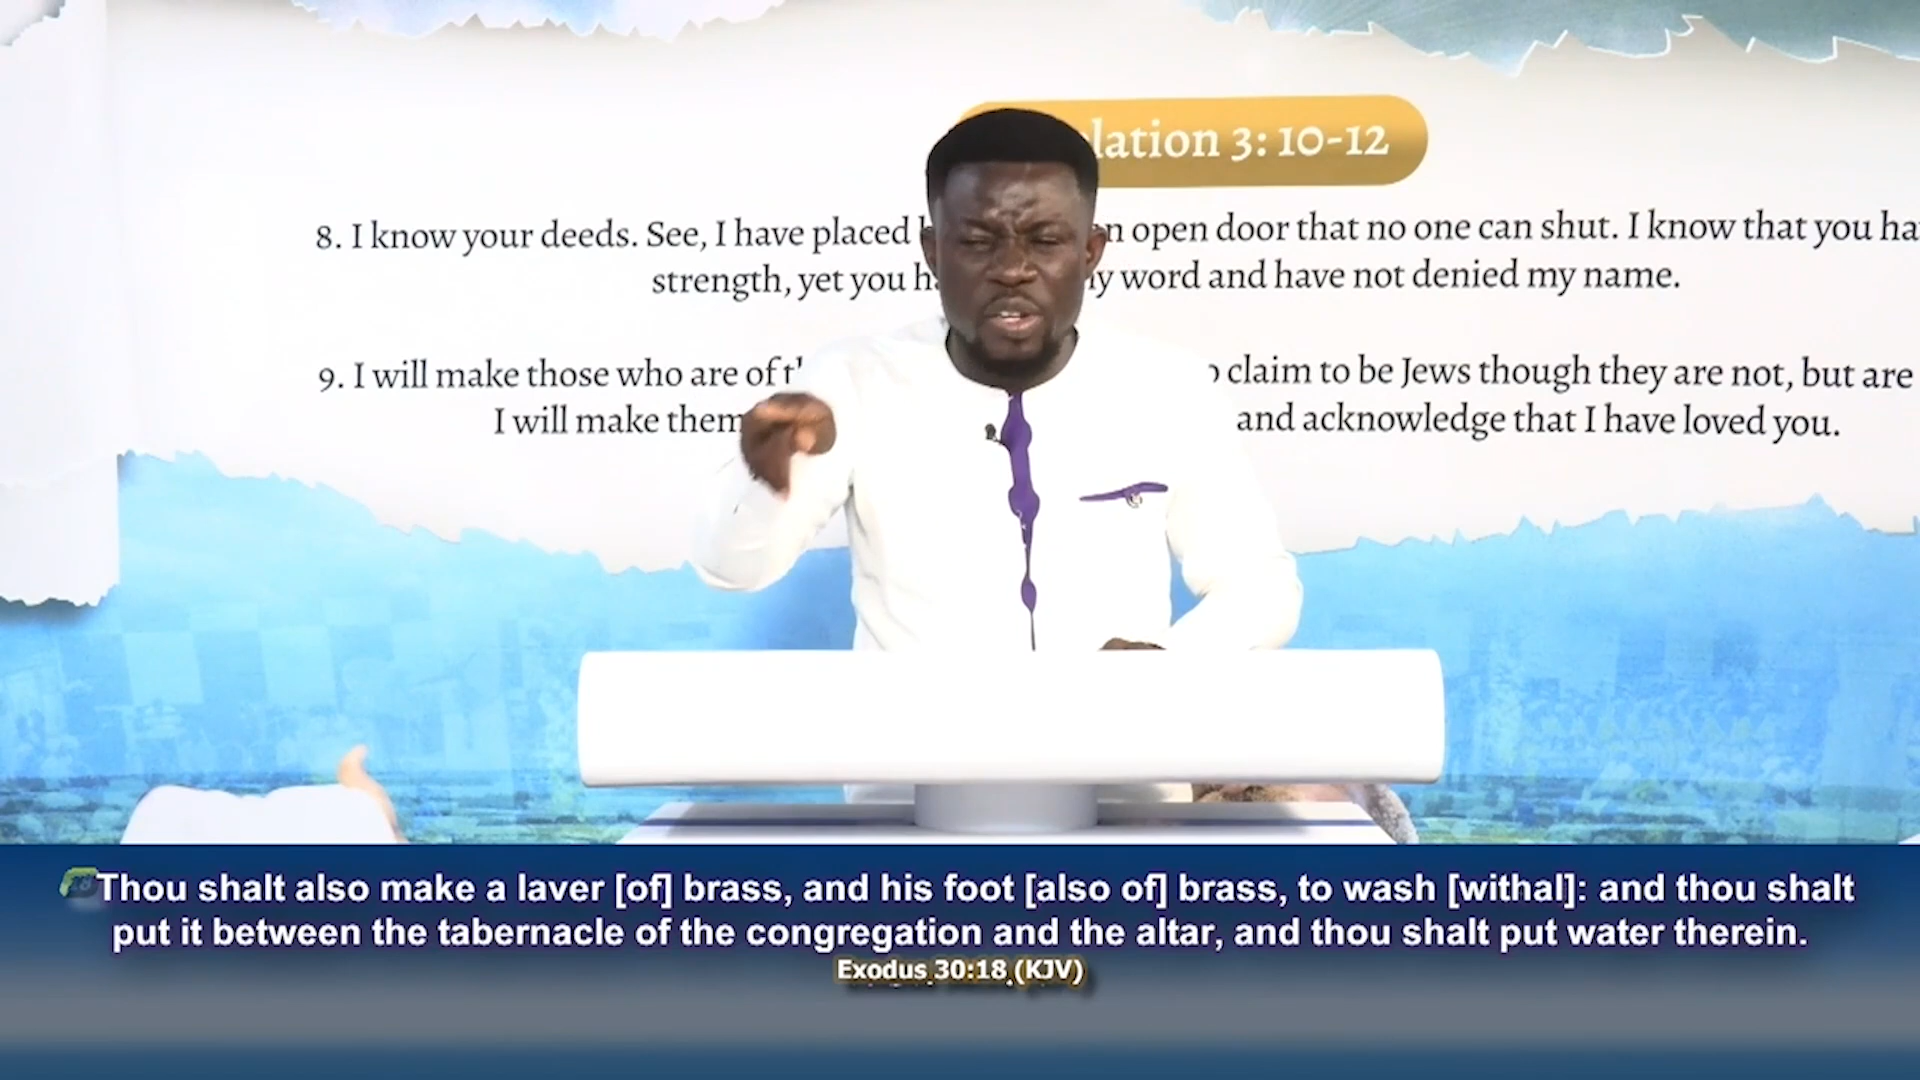 lation 3: 10-12
8. I know your deeds. See, I have placed n open door that no one can shut. I know that you ha
strength, yet you h y word and have not denied my name.
9. I will make those who are of t claim to be Jews though they are not, but are
I will make them and acknowledge that I have loved you.
18 Thou shalt also make a laver [of] brass, and his foot [also of] brass, to wash [withal]: and thou shalt
put it between the tabernacle of the congregation and the altar, and thou shalt put water therein.
Exodus 30:18 (KJV)